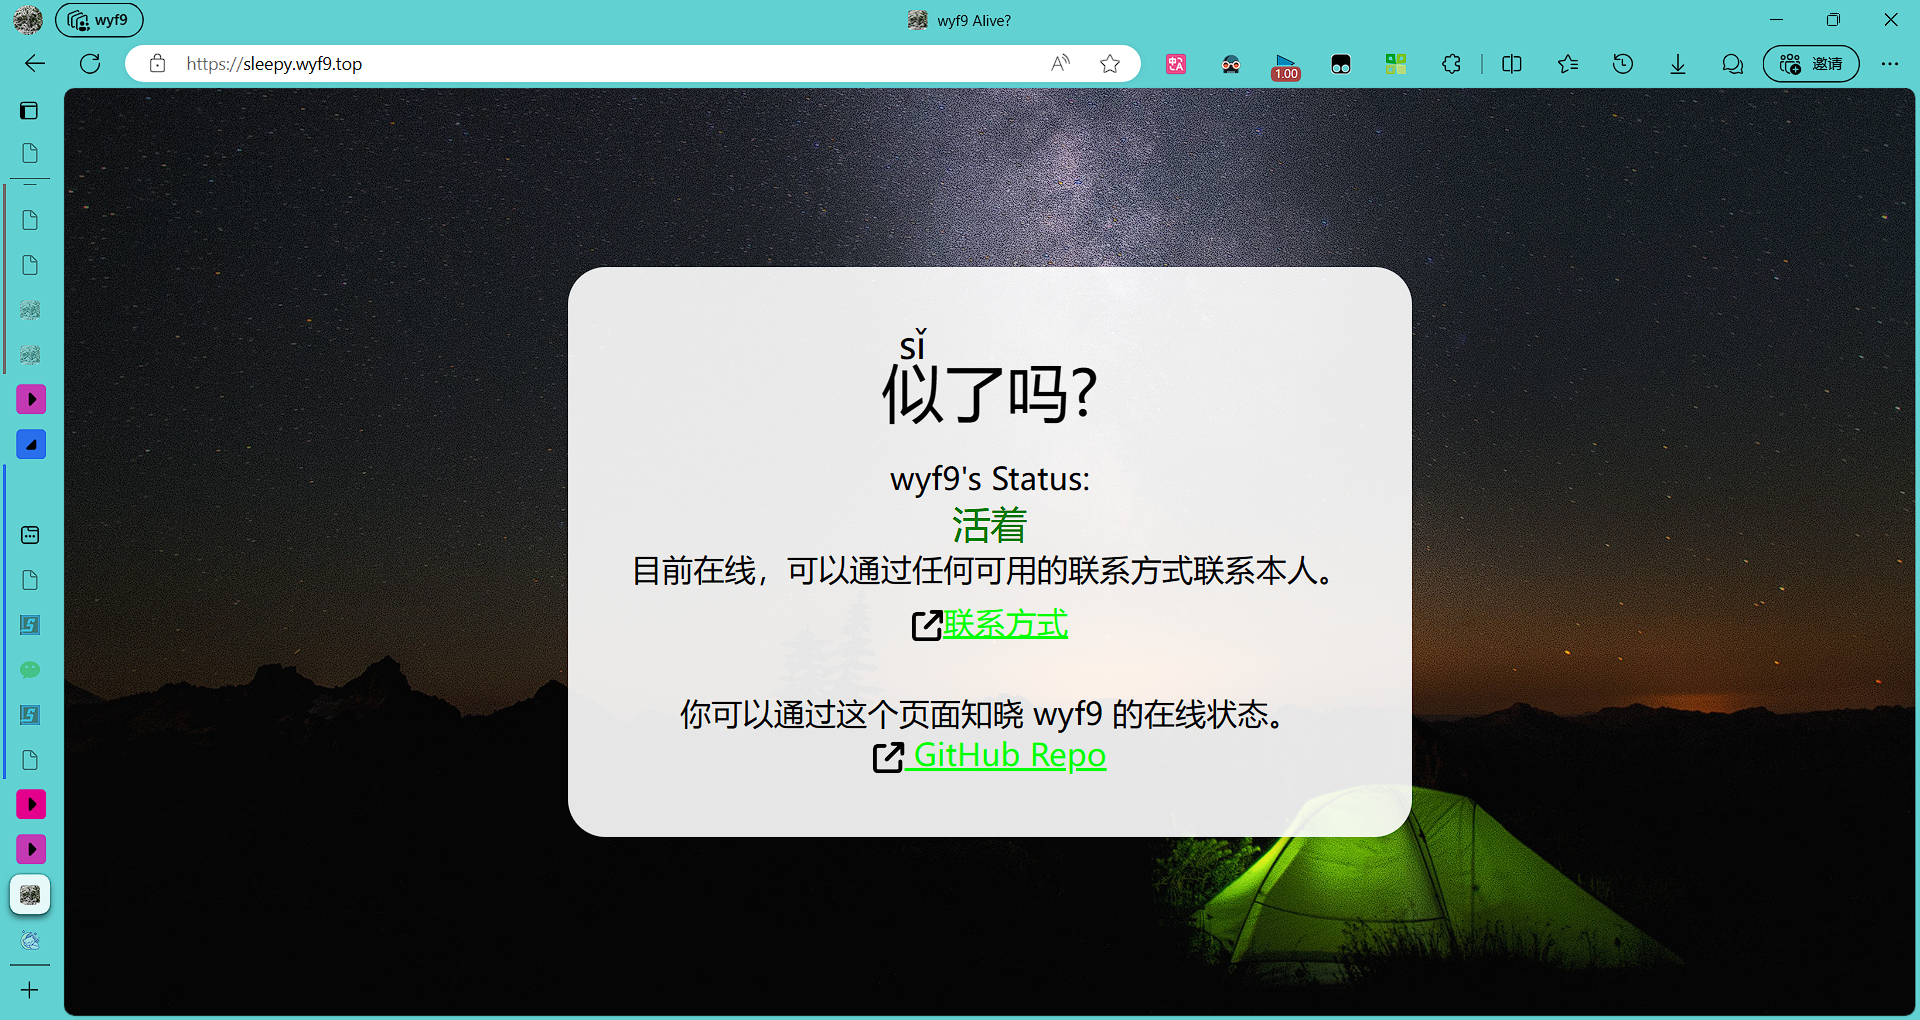 wyf9
wyf9 Alive?
https://sleepy.wyf9.top
1.00
邀请
sǐ
似了吗?
wyf9's Status:
活着
目前在线，可以通过任何可用的联系方式联系本人。
联系方式
你可以通过这个页面知晓 wyf9 的在线状态。
GitHub Repo